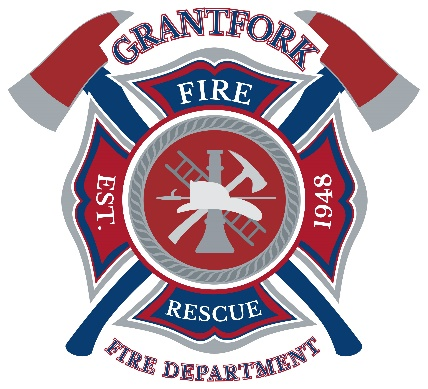 GRANTFORK
FIRE
EST.
1948
RESCUE
FIRE DEPARTMENT